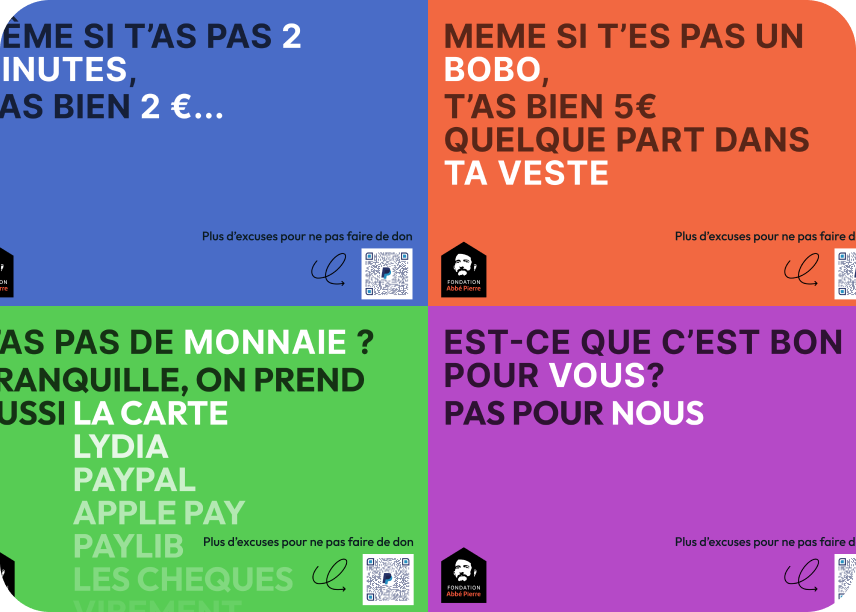 ÊME SI T'AS PAS 2
INUTES,
AS BIEN 2 €...
Plus d'excuses pour ne pas faire de don
MEME SI T'ES PAS UN
BOBO,
T'AS BIEN 5€
QUELQUE PART DANS
TA VESTE
Plus d'excuses pour ne pas faire d
FONDATION
Abbé Pierre
'AS PAS DE MONNAIE ?
RANQUILLE, ON PREND
USSI LA CARTE
LYDIA
PAYPAL
APPLE PAY
PAYLIB
LES CHEQUES
VIREMENT
Plus d'excuses pour ne pas faire de don
EST-CE QUE C'EST BON
POUR VOUS?
PAS POUR NOUS
Plus d'excuses pour ne pas faire d
FONDATION
Abbé Pierre